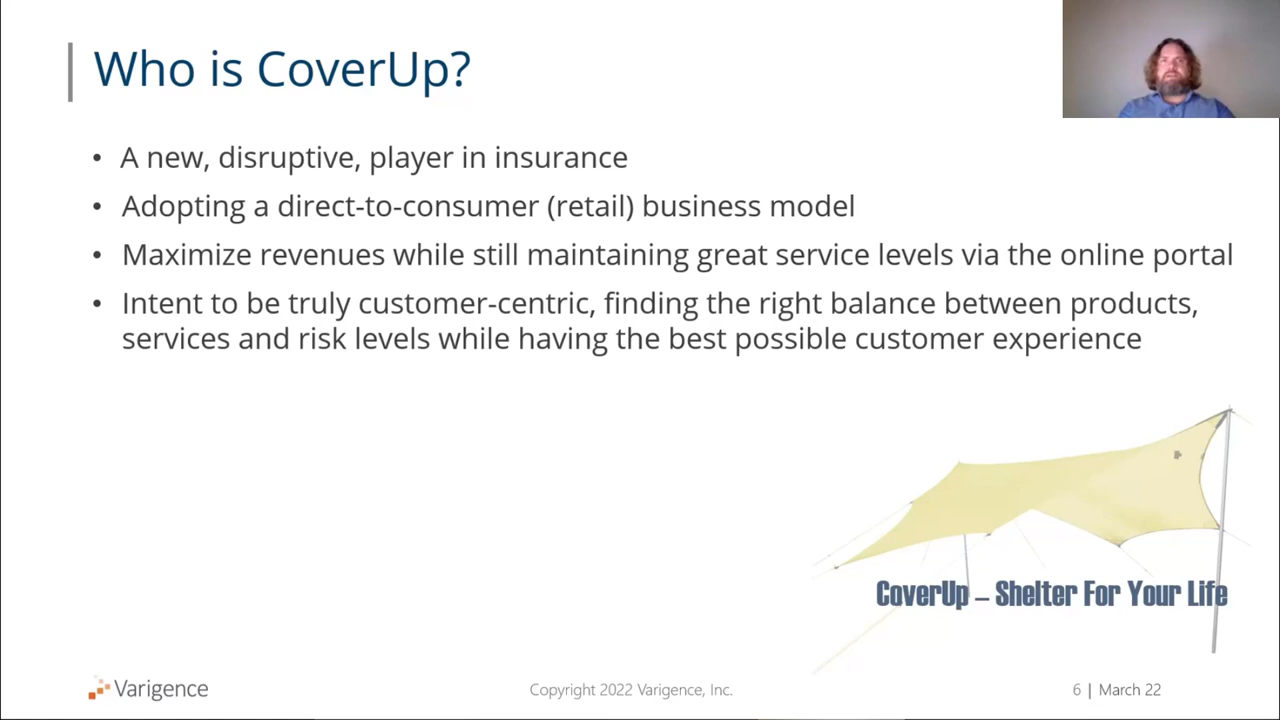 Who is CoverUp?
• A new, disruptive, player in insurance
• Adopting a direct-to-consumer (retail) business model
• Maximize revenues while still maintaining great service levels via the online portal
• Intent to be truly customer-centric, finding the right balance between products,
services and risk levels while having the best possible customer experience
CoverUp – Shelter For Your Life
Varigence
Copyright 2022 Varigence, Inc.
6 | March 22